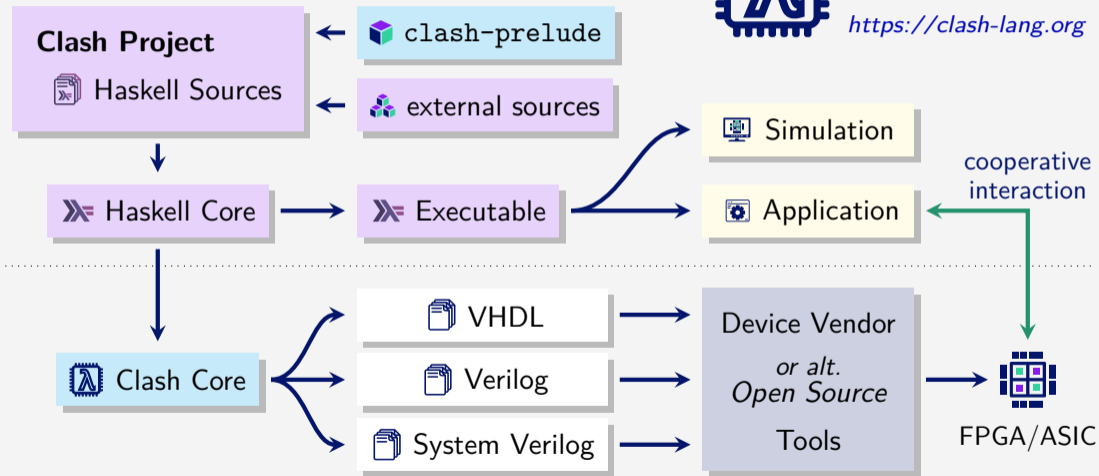 https://clash-lang.org
Clash Project
Haskell Sources
clash-prelude
external sources
Simulation
cooperative
interaction
Haskell Core
Executable
Application
VHDL
Device Vendor
or alt.
Open Source
Tools
Clash Core
Verilog
System Verilog
FPGA/ASIC